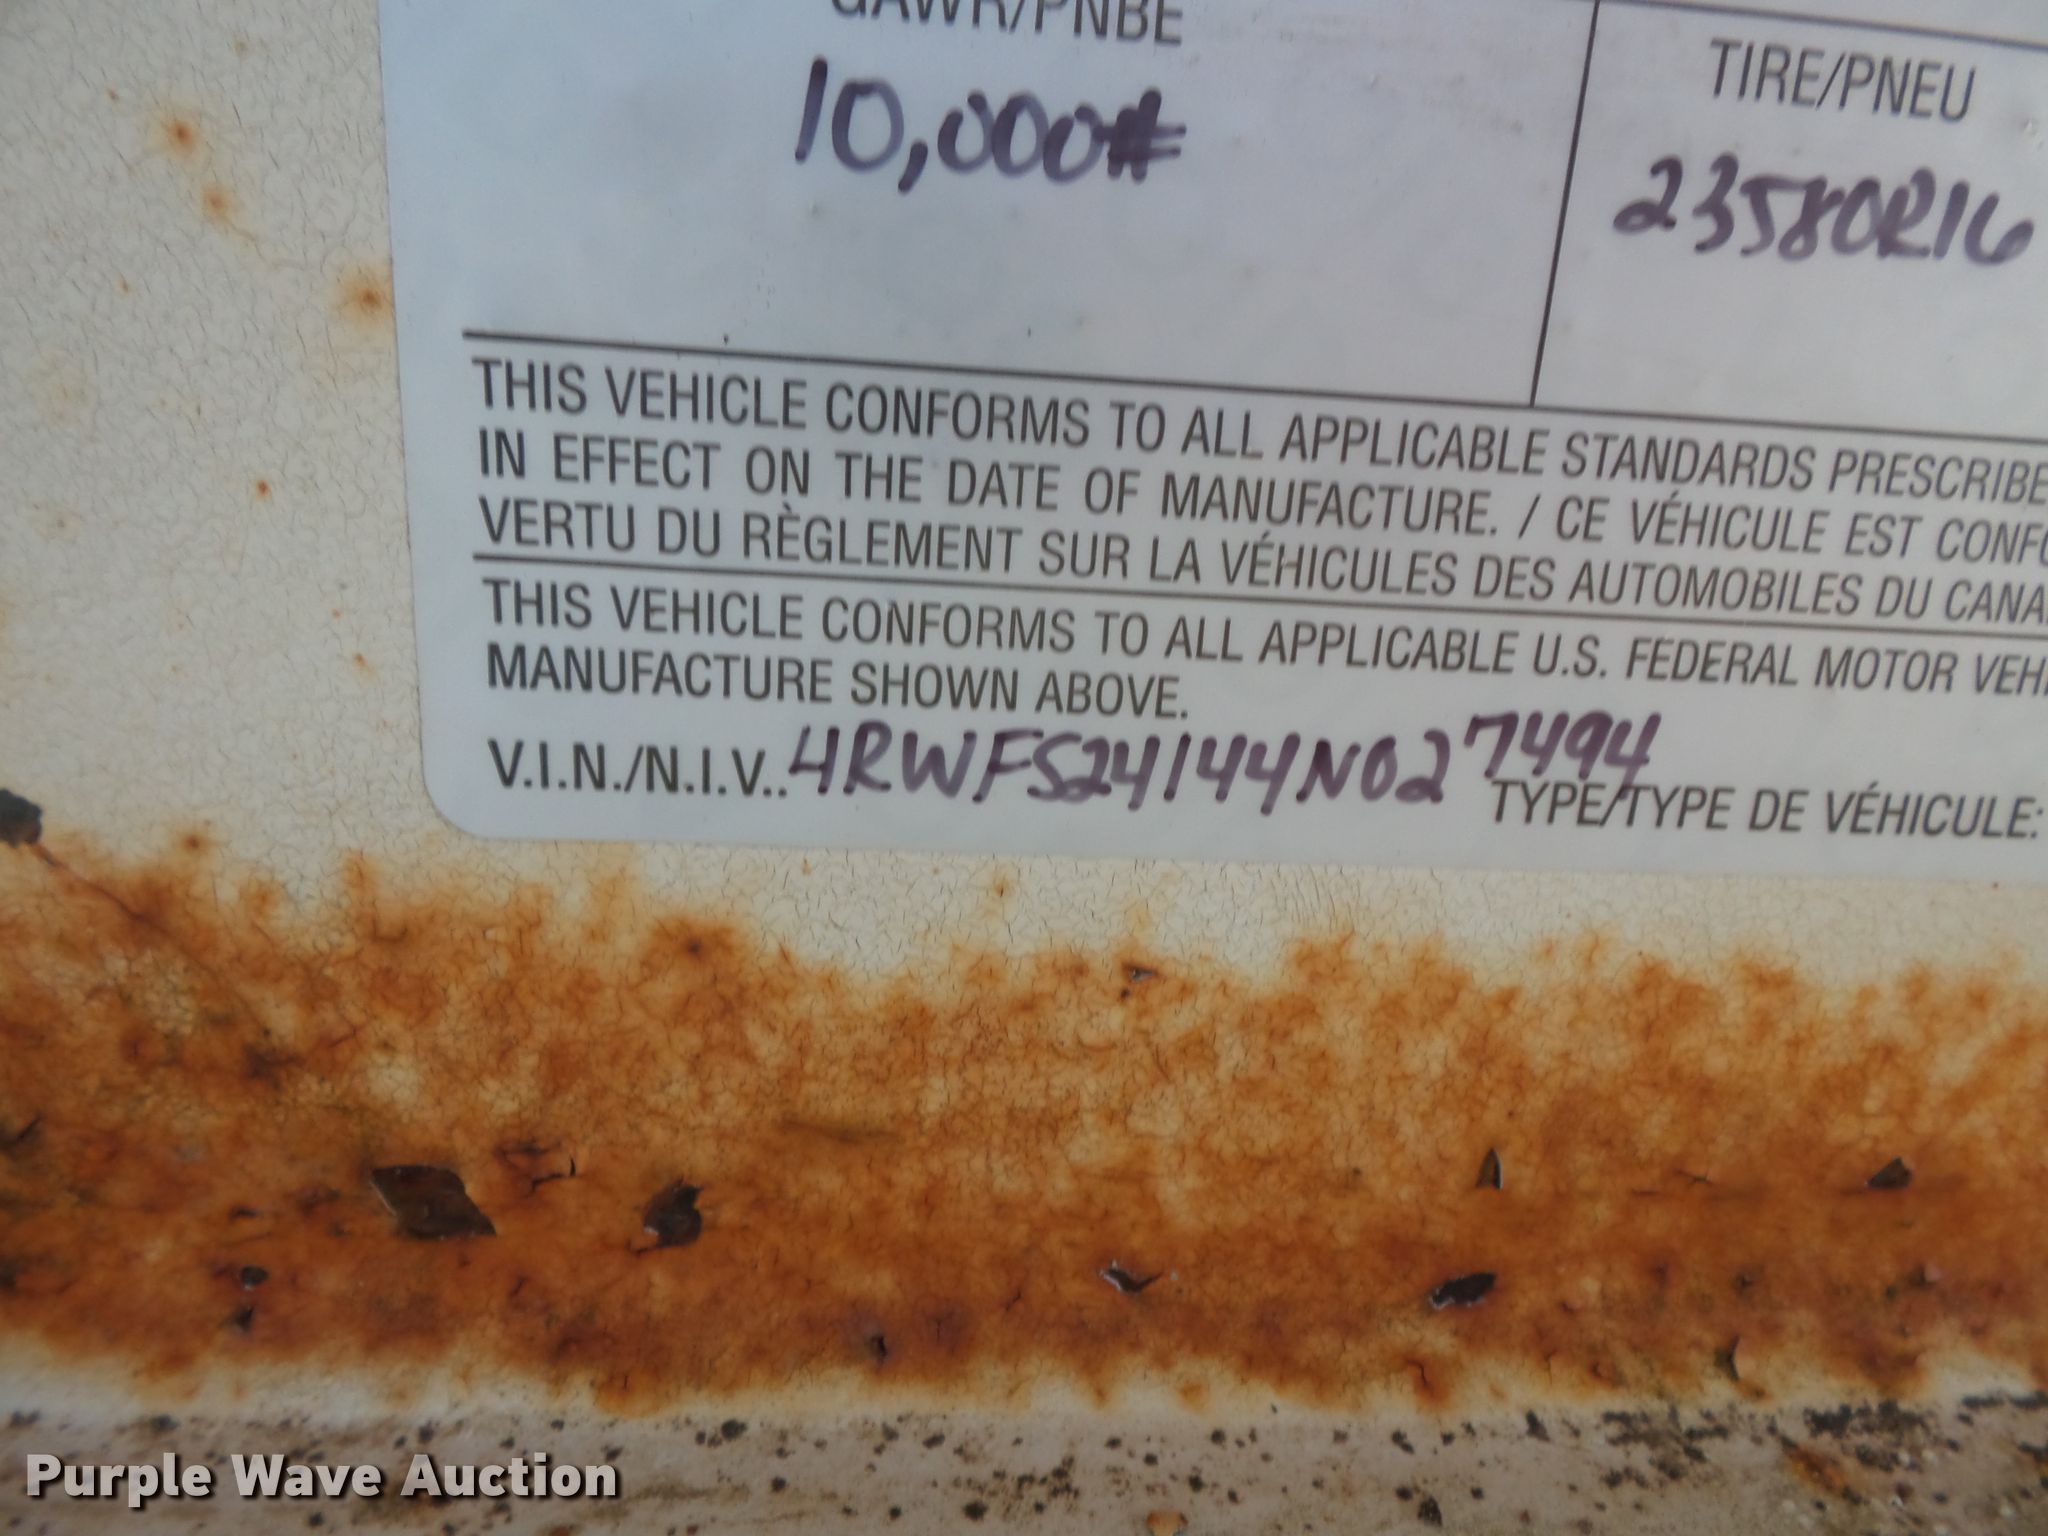 GAWR/PNBE
10,000#
TIRE/PNEU
23580R16
THIS VEHICLE CONFORMS TO ALL APPLICABLE STANDARDS PRESCRIBE
IN EFFECT ON THE DATE OF MANUFACTURE. / CE VÉHICULE EST CONFO
VERTU DU RÈGLEMENT SUR LA VÉHICULES DES AUTOMOBILES DU CANA
THIS VEHICLE CONFORMS TO ALL APPLICABLE U.S. FEDERAL MOTOR VEHI
MANUFACTURE SHOWN ABOVE.
V.I.N./N.I.V.. 4RWFS24144N027494
TYPE/TYPE DE VÉHICULE:
Purple Wave Auction